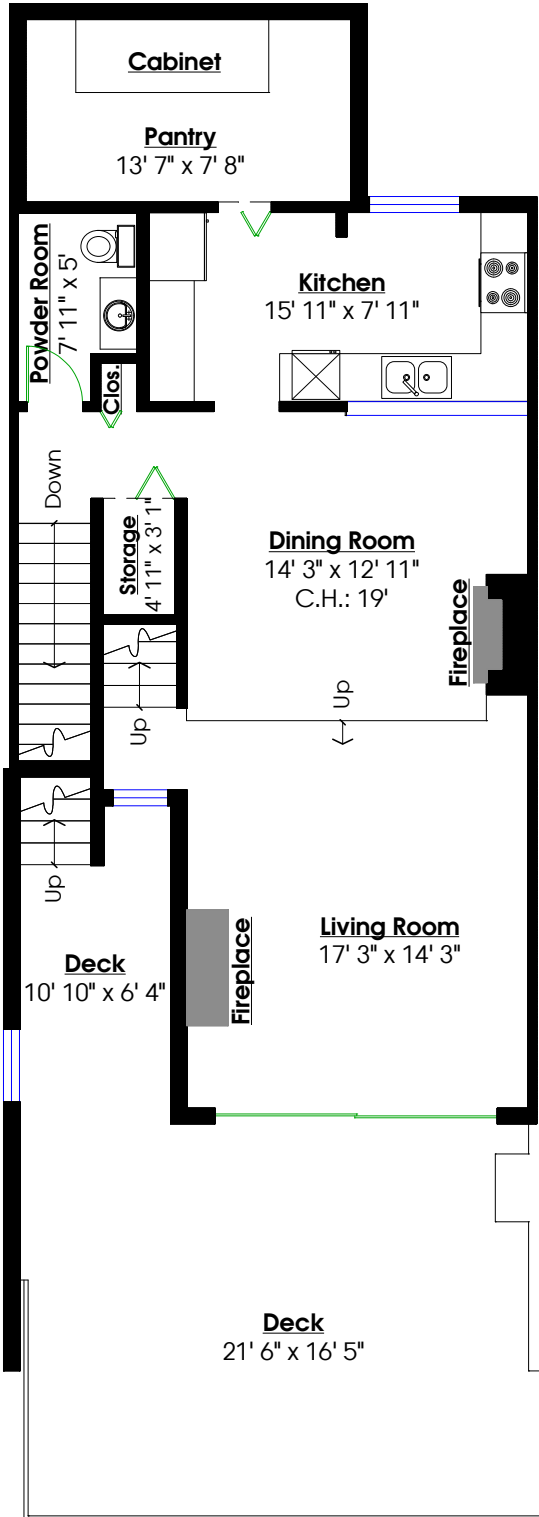 Cabinet
Pantry
13' 7" x 7' 8"
Powder Room
7' 11" x 5'
Kitchen
15' 11" x 7' 11"
Clos.
Down
Storage
4' 11" x 3' 1"
Dining Room
14' 3" x 12' 11"
C.H.: 19'
Fireplace
Up
Up
Up
Deck
10' 10" x 6' 4"
Fireplace
Living Room
17' 3" x 14' 3"
Deck
21' 6" x 16' 5"